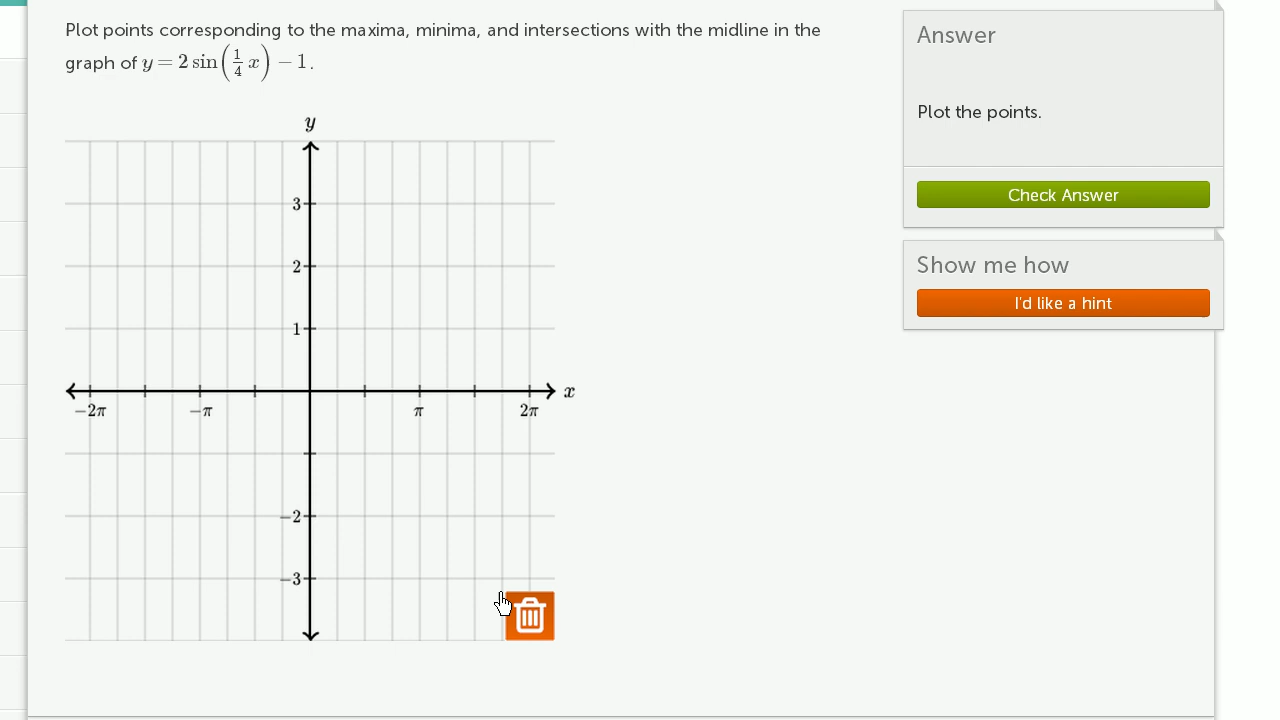 Plot points corresponding to the maxima, minima, and intersections with the midline in the
graph of y = 2 sin(1/4 x) − 1.
Answer
Plot the points.
Check Answer
Show me how
I'd like a hint
y
3
2
1
x
−2π
−π
π
2π
−2
−3